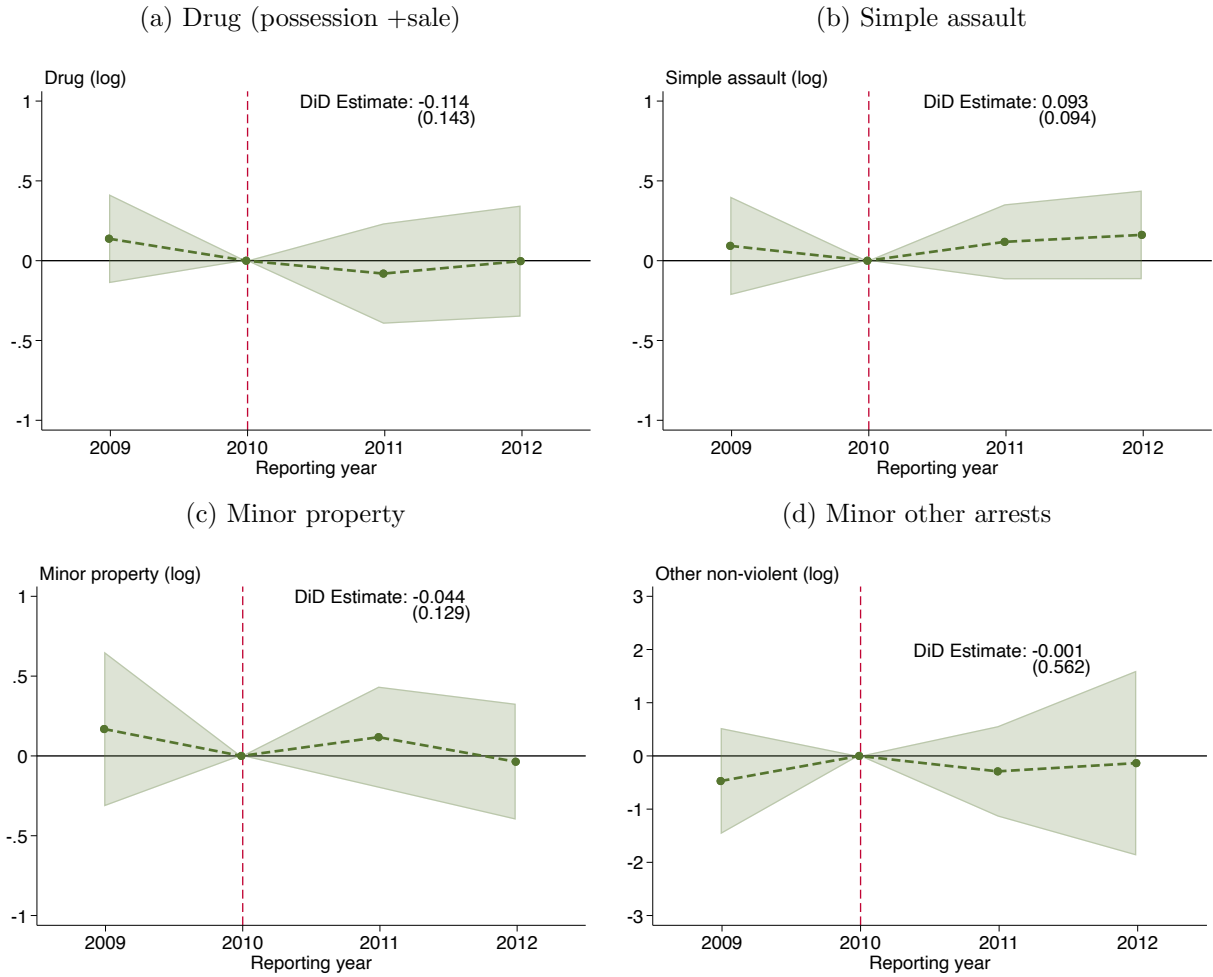 (a) Drug (possession +sale)
Drug (log)
DiD Estimate: -0.114
(0.143)
1
.5
0
-.5
-1
2009 2010 2011 2012
Reporting year
(b) Simple assault
Simple assault (log)
DiD Estimate: 0.093
(0.094)
1
.5
0
-.5
-1
2009 2010 2011 2012
Reporting year
(c) Minor property
Minor property (log)
DiD Estimate: -0.044
(0.129)
1
.5
0
-.5
-1
2009 2010 2011 2012
Reporting year
(d) Minor other arrests
Other non-violent (log)
DiD Estimate: -0.001
(0.562)
3
2
1
0
-1
-2
-3
2009 2010 2011 2012
Reporting year